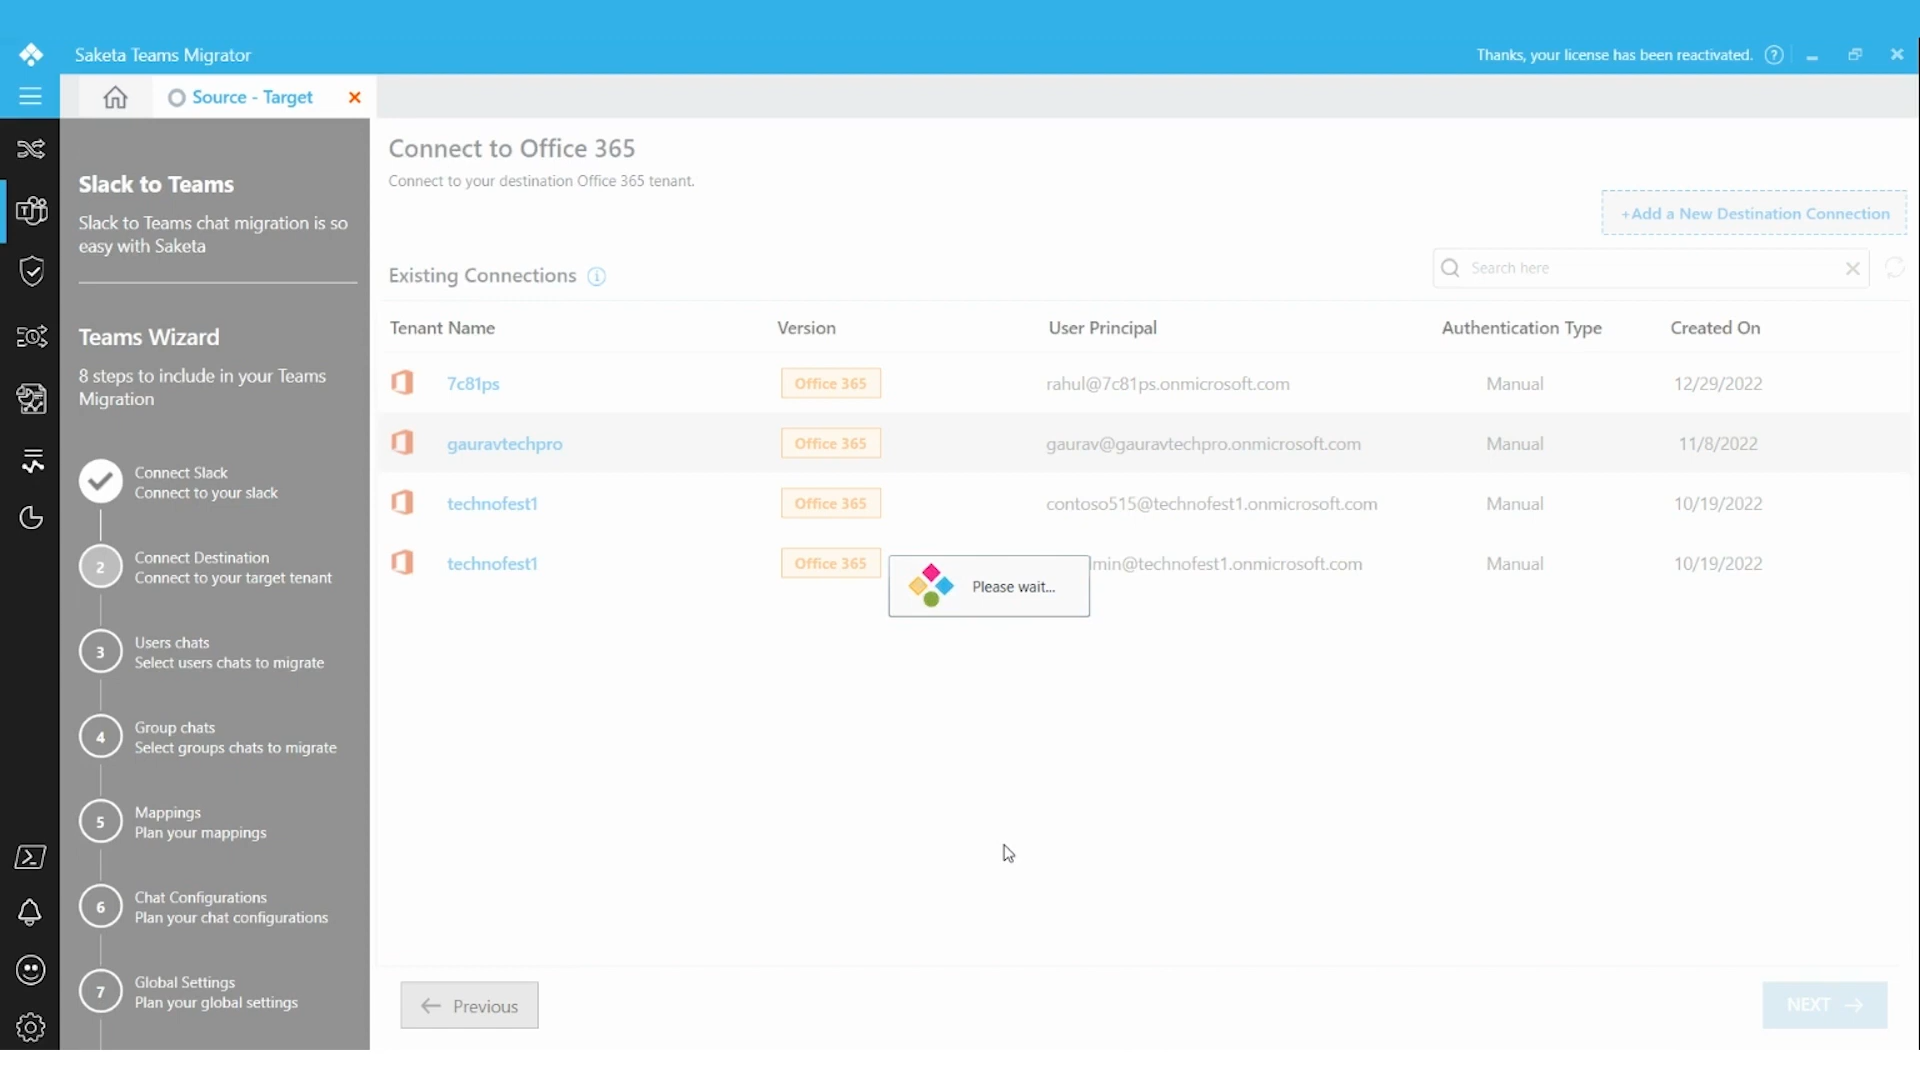 Saketa Teams Migrator
Thanks, your license has been reactivated.
Source - Target
Slack to Teams
Slack to Teams chat migration is so
easy with Saketa
Teams Wizard
8 steps to include in your Teams
Migration
Connect Slack
Connect to your slack
2
Connect Destination
Connect to your target tenant
3
Users chats
Select users chats to migrate
4
Group chats
Select groups chats to migrate
5
Mappings
Plan your mappings
6
Chat Configurations
Plan your chat configurations
7
Global Settings
Plan your global settings
Connect to Office 365
Connect to your destination Office 365 tenant.
+Add a New Destination Connection
Existing Connections
Search here
Tenant Name Version User Principal Authentication Type Created On
7c81ps Office 365 rahul@7c81ps.onmicrosoft.com Manual 12/29/2022
gauravtechpro Office 365 gaurav@gauravtechpro.onmicrosoft.com Manual 11/8/2022
technofest1 Office 365 contoso515@technofest1.onmicrosoft.com Manual 10/19/2022
technofest1 Office 365 lmin@technofest1.onmicrosoft.com Manual 10/19/2022
Please wait...
Previous
NEXT